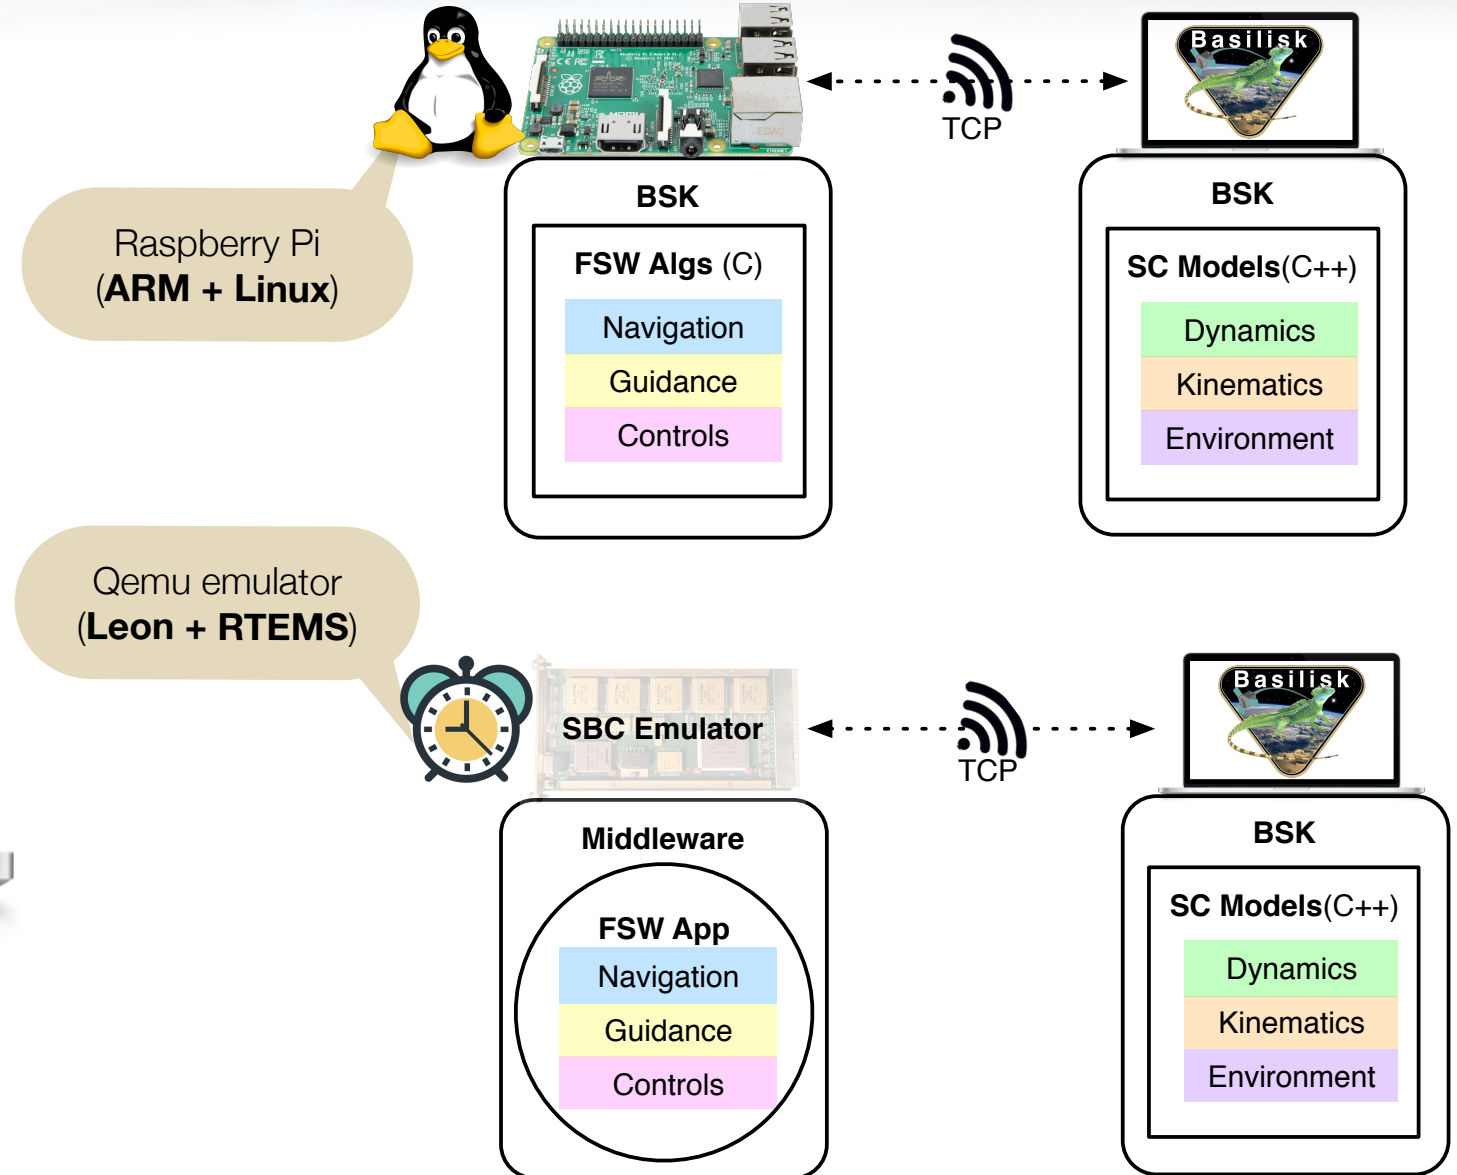 Basilisk
EDAC
TCP
Raspberry Pi
(ARM + Linux)
BSK
FSW Algs (C)
Navigation
Guidance
Controls
BSK
SC Models(C++)
Dynamics
Kinematics
Environment
Qemu emulator
(Leon + RTEMS)
SBC Emulator
TCP
Basilisk
Middleware
FSW App
Navigation
Guidance
Controls
BSK
SC Models(C++)
Dynamics
Kinematics
Environment